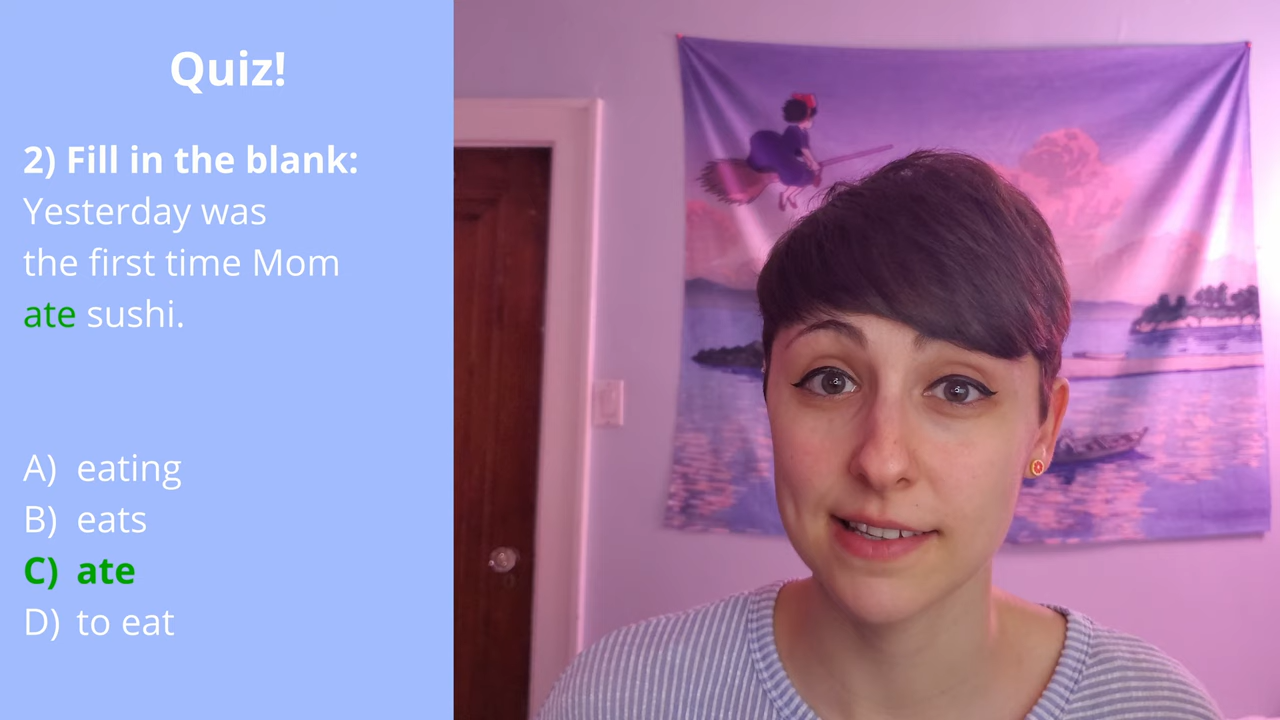 Quiz!
2) Fill in the blank:
Yesterday was
the first time Mom
ate sushi.
A) eating
B) eats
C) ate
D) to eat